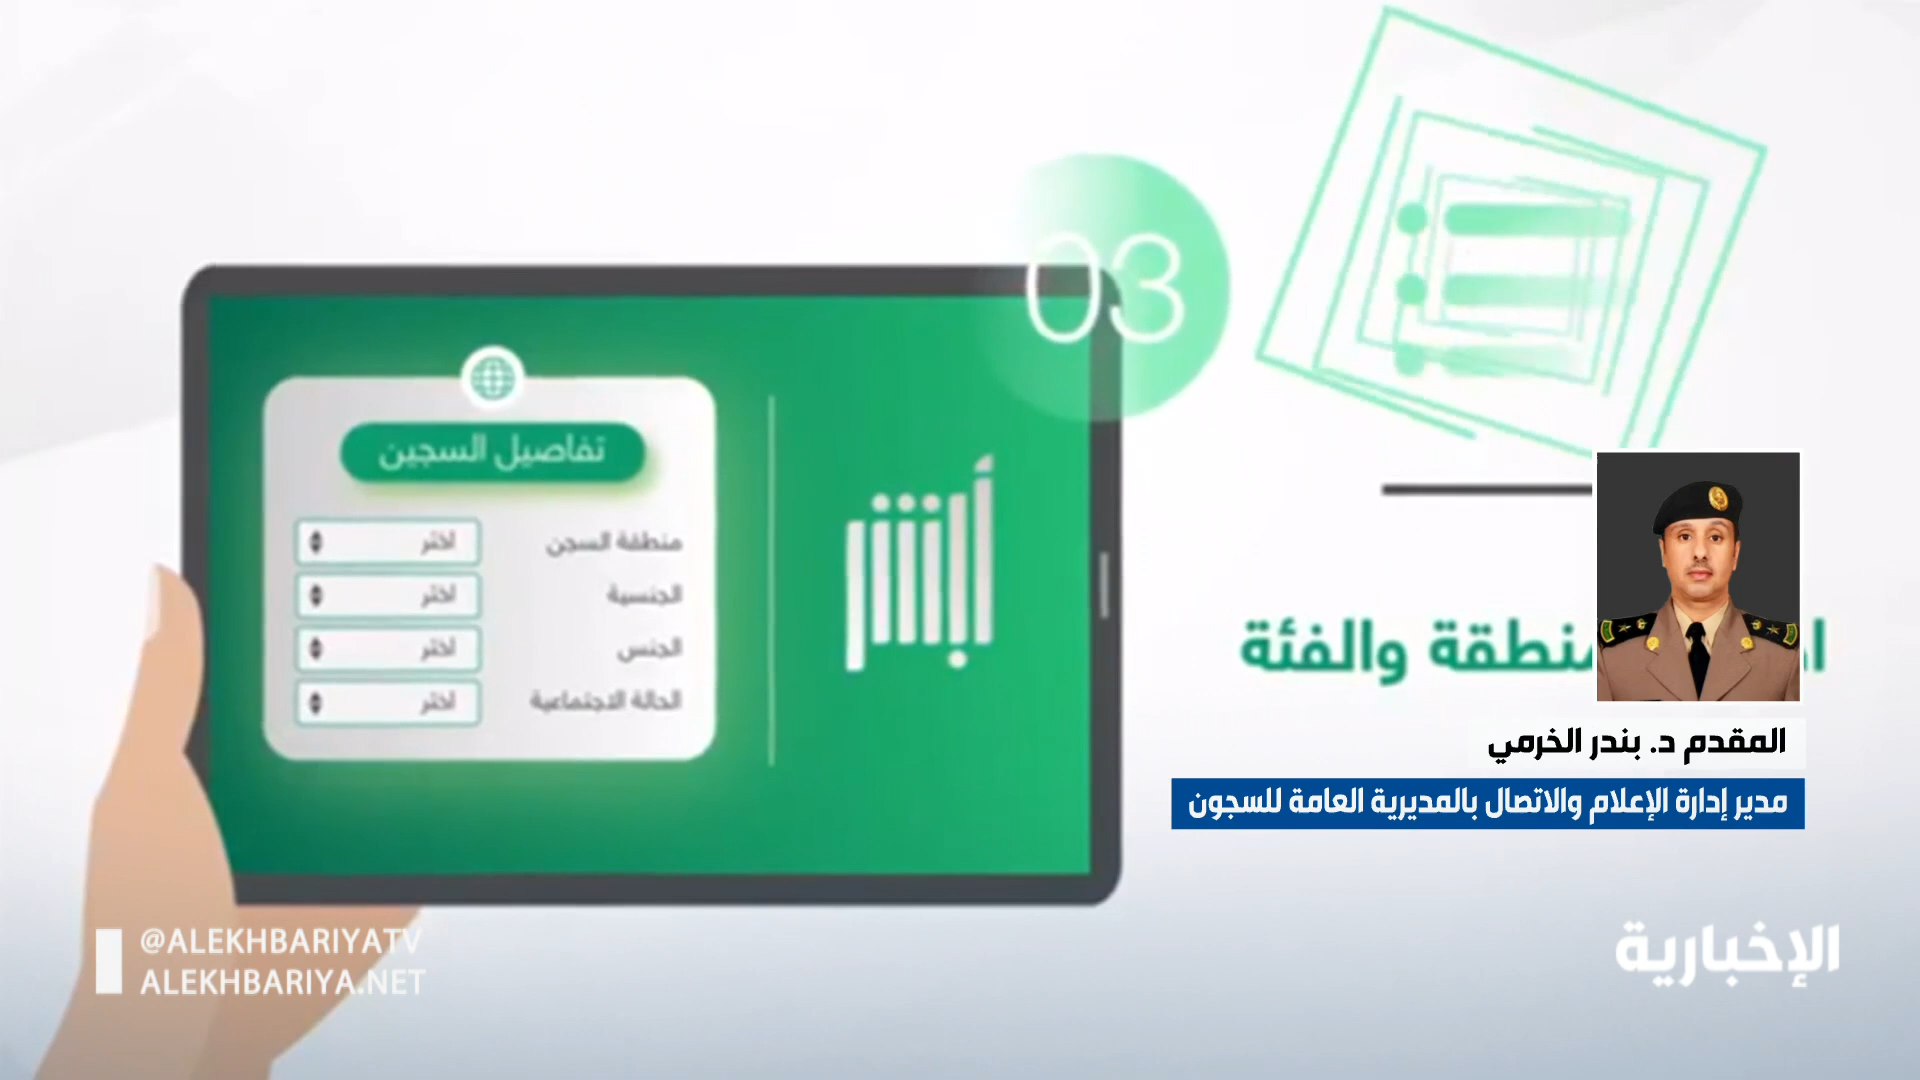 03
تفاصيل السجين
منطقة السجن
اختر
الجنسية
اختر
الجنس
اختر
الحالة الاجتماعية
اختر
أبشر
والفئة
المقدم د. بندر الخرمي
مدير إدارة الإعلام والاتصال بالمديرية العامة للسجون
@ALEKHBARIYATV
ALEKHBARIYA.NET
الإخبارية